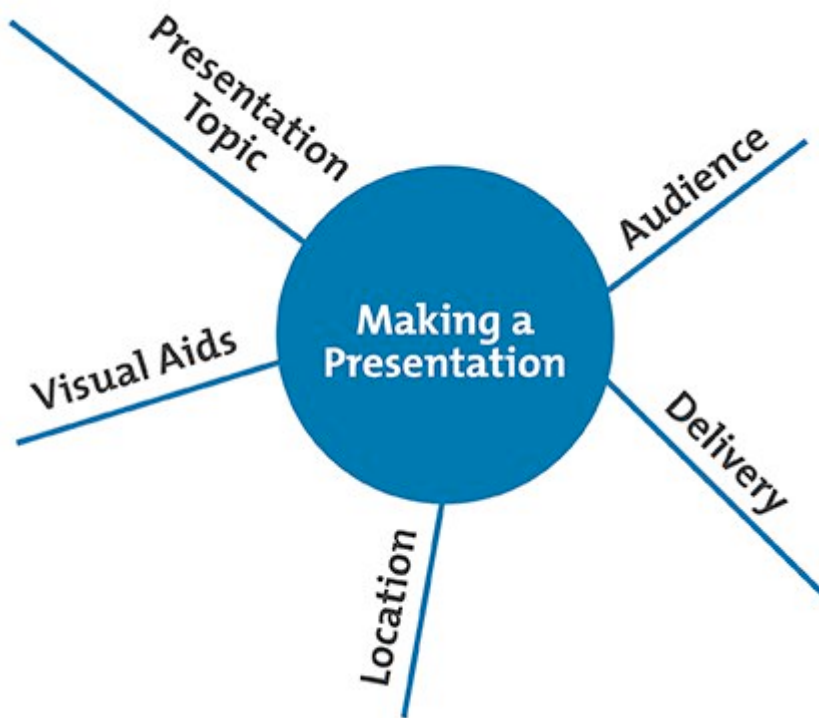 Presentation
Topic
Audience
Making a
Presentation
Visual Aids
Delivery
Location